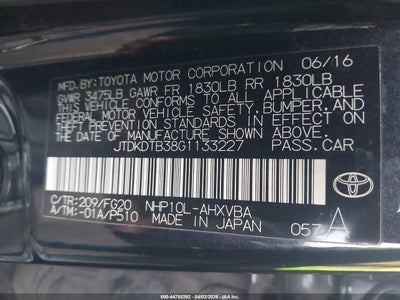 MFD. BY: TOYOTA MOTOR CORPORATION 06/16
GVWR 3475LB GAWR FR 1830LB RR 1830LB
THIS VEHICLE CONFORMS TO ALL APPLICABLE
FEDERAL MOTOR VEHICLE SAFETY, BUMPER, AND
THEFT PREVENTION STANDARDS IN EFFECT ON
THE DATE OF MANUFACTURE SHOWN ABOVE.
JTDKDTB38G1133227 PASS. CAR
C/TR: 209/FG20 NHP10L-AHXVBA
A/TM: -01A/P510 MADE IN JAPAN 057 A
TOYOTA
© IAA 000-44788392 - 04/02/2026 -